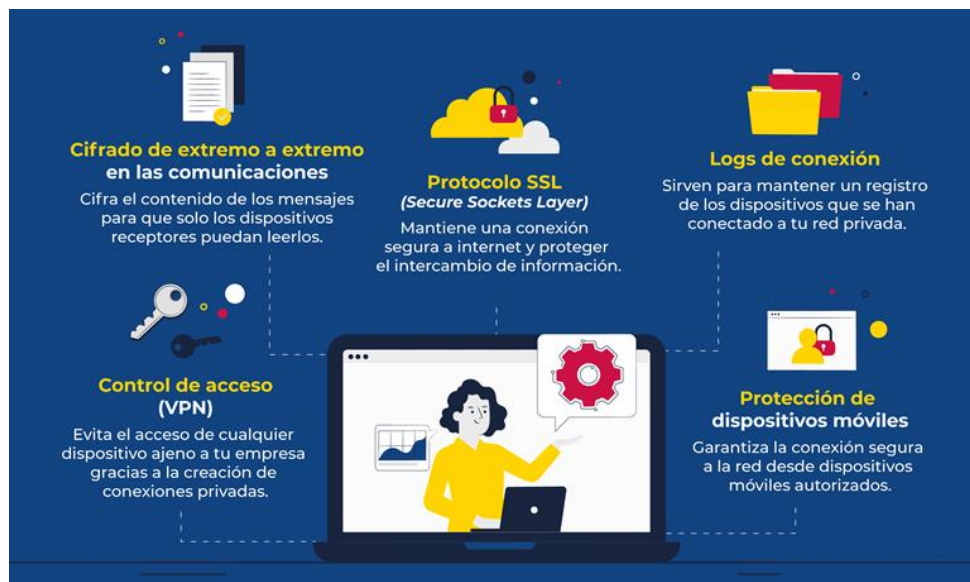 Cifrado de extremo a extremo
en las comunicaciones
Cifra el contenido de los mensajes
para que solo los dispositivos
receptores puedan leerlos.
Protocolo SSL
(Secure Sockets Layer)
Mantiene una conexión
segura a internet y proteger
el intercambio de información.
Logs de conexión
Sirven para mantener un registro
de los dispositivos que se han
conectado a tu red privada.
Control de acceso
(VPN)
Evita el acceso de cualquier
dispositivo ajeno a tu empresa
gracias a la creación de
conexiones privadas.
Protección de
dispositivos móviles
Garantiza la conexión segura
a la red desde dispositivos
móviles autorizados.